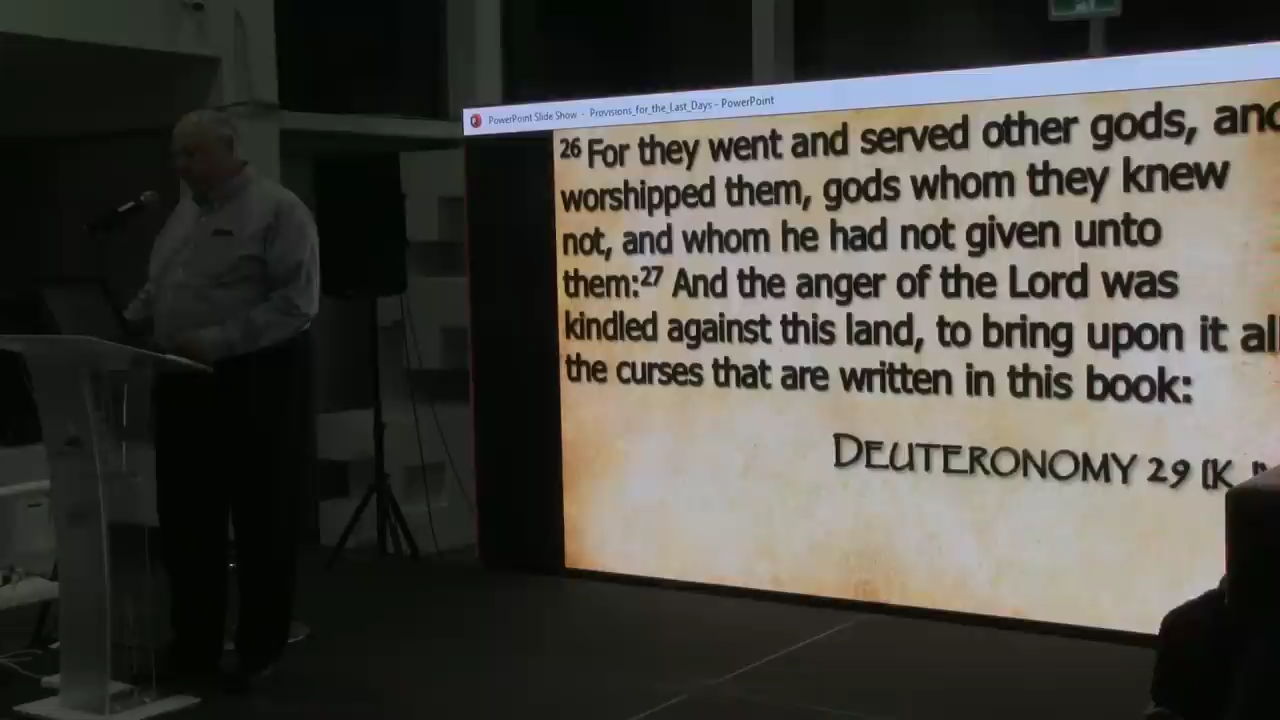 PowerPoint Slide Show - Provisions_for_the_Last_Days - PowerPoint
26 For they went and served other gods, and
worshipped them, gods whom they knew
not, and whom he had not given unto
them:27 And the anger of the Lord was
kindled against this land, to bring upon it all
the curses that are written in this book:
DEUTERONOMY 29 (K